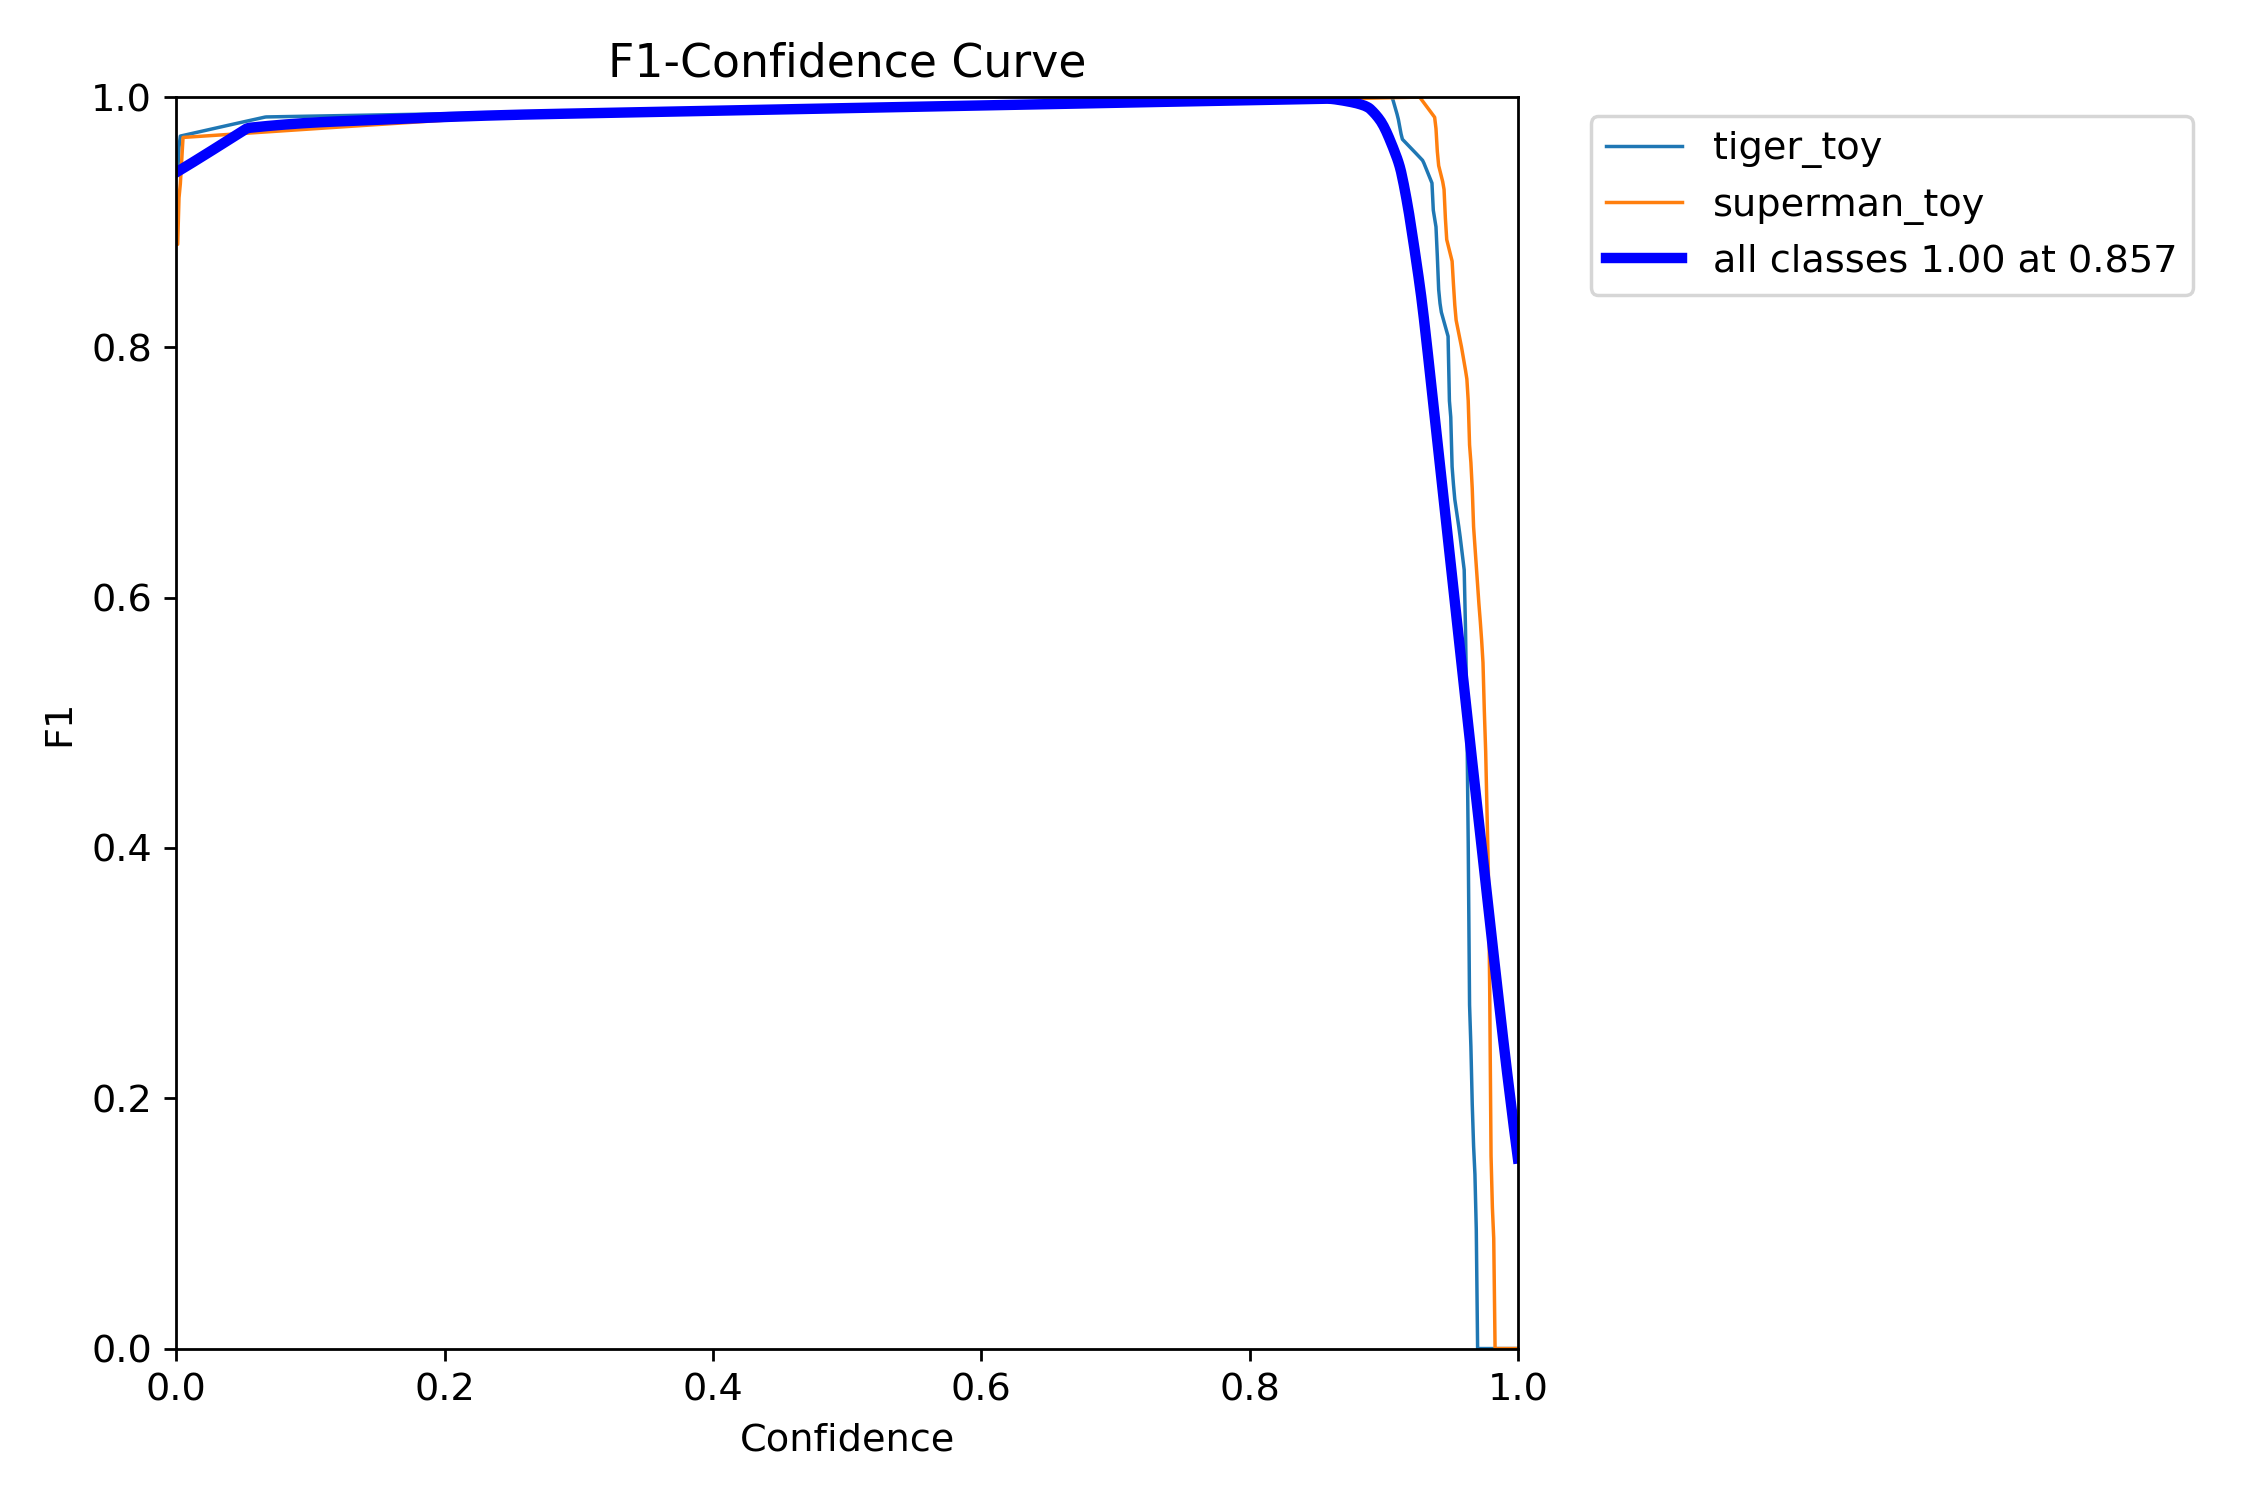 F1-Confidence Curve
1.0
0.8
0.6
0.4
0.2
0.0
F1
0.0 0.2 0.4 0.6 0.8 1.0
Confidence
tiger_toy
superman_toy
all classes 1.00 at 0.857